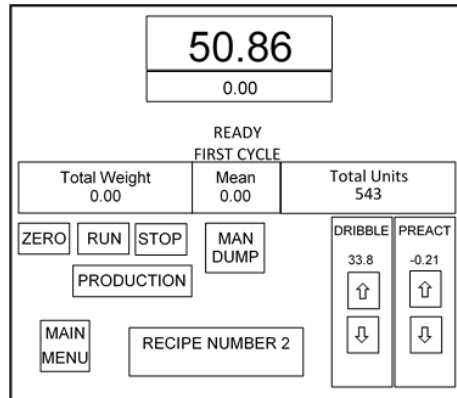 50.86
0.00
READY
FIRST CYCLE
Total Weight
0.00
Mean
0.00
Total Units
543
ZERO
RUN
STOP
MAN
DUMP
PRODUCTION
DRIBBLE
33.8
⇧
⇩
PREACT
-0.21
⇧
⇩
MAIN
MENU
RECIPE NUMBER 2